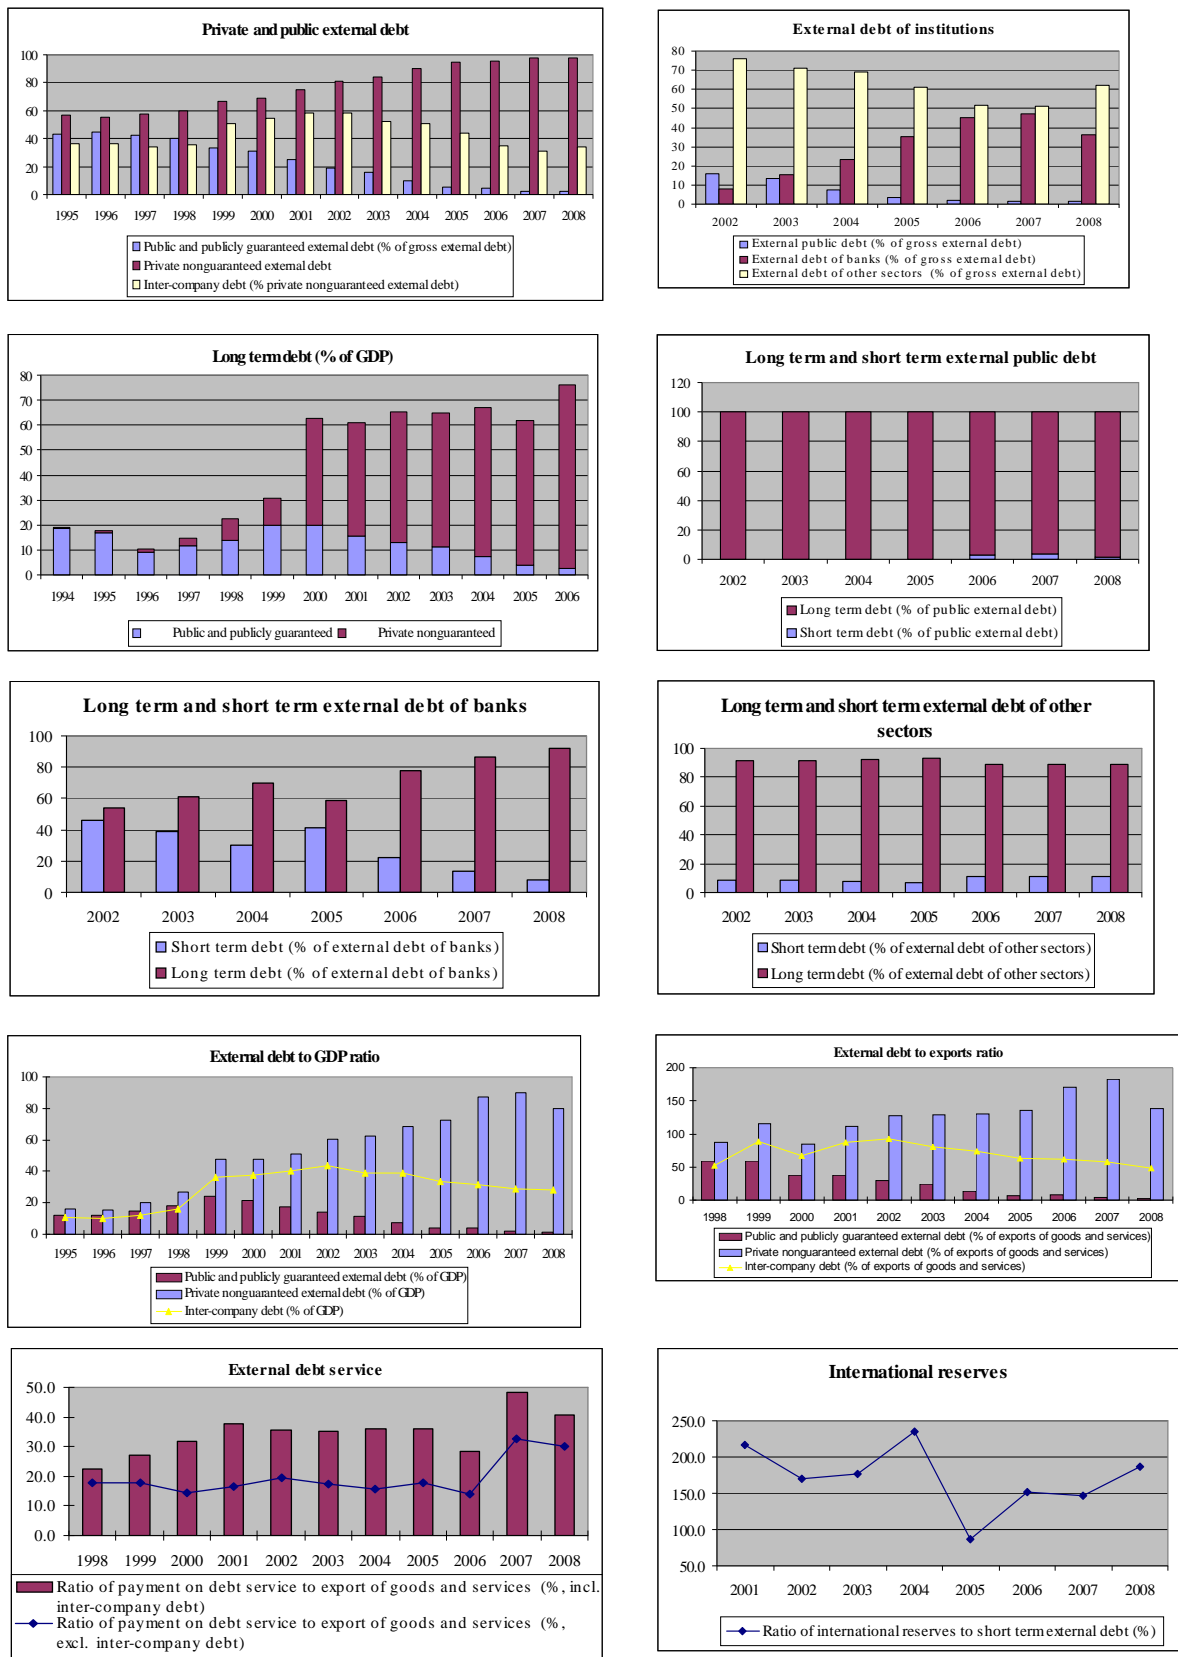 Private and public external debt
100
80
60
40
20
0
1995 1996 1997 1998 1999 2000 2001 2002 2003 2004 2005 2006 2007 2008
Public and publicly guaranteed external debt (% of gross external debt)
Private nonguaranteed external debt
Inter-company debt (% private nonguaranteed external debt)
External debt of institutions
80
70
60
50
40
30
20
10
0
2002 2003 2004 2005 2006 2007 2008
External public debt (% of gross external debt)
External debt of banks (% of gross external debt)
External debt of other sectors (% of gross external debt)
Long term debt (% of GDP)
80
70
60
50
40
30
20
10
0
1994 1995 1996 1997 1998 1999 2000 2001 2002 2003 2004 2005 2006
Public and publicly guaranteed Private nonguaranteed
Long term and short term external public debt
120
100
80
60
40
20
0
2002 2003 2004 2005 2006 2007 2008
Long term debt (% of public external debt)
Short term debt (% of public external debt)
Long term and short term external debt of banks
100
80
60
40
20
0
2002 2003 2004 2005 2006 2007 2008
Short term debt (% of external debt of banks)
Long term debt (% of external debt of banks)
Long term and short term external debt of other
sectors
100
80
60
40
20
0
2002 2003 2004 2005 2006 2007 2008
Short term debt (% of external debt of other sectors)
Long term debt (% of external debt of other sectors)
External debt to GDP ratio
100
80
60
40
20
0
1995 1996 1997 1998 1999 2000 2001 2002 2003 2004 2005 2006 2007 2008
Public and publicly guaranteed external debt (% of GDP)
Private nonguaranteed external debt (% of GDP)
Inter-company debt (% of GDP)
External debt to exports ratio
200
150
100
50
0
1998 1999 2000 2001 2002 2003 2004 2005 2006 2007 2008
Public and publicly guaranteed external debt (% of exports of goods and services)
Private nonguaranteed external debt (% of exports of goods and services)
Inter-company debt (% of exports of goods and services)
External debt service
50.0
40.0
30.0
20.0
10.0
0.0
1998 1999 2000 2001 2002 2003 2004 2005 2006 2007 2008
Ratio of payment on debt service to export of goods and services (%, incl.
inter-company debt)
Ratio of payment on debt service to export of goods and services (%,
excl. inter-company debt)
International reserves
250.0
200.0
150.0
100.0
50.0
2001 2002 2003 2004 2005 2006 2007 2008
Ratio of international reserves to short term external debt (%)